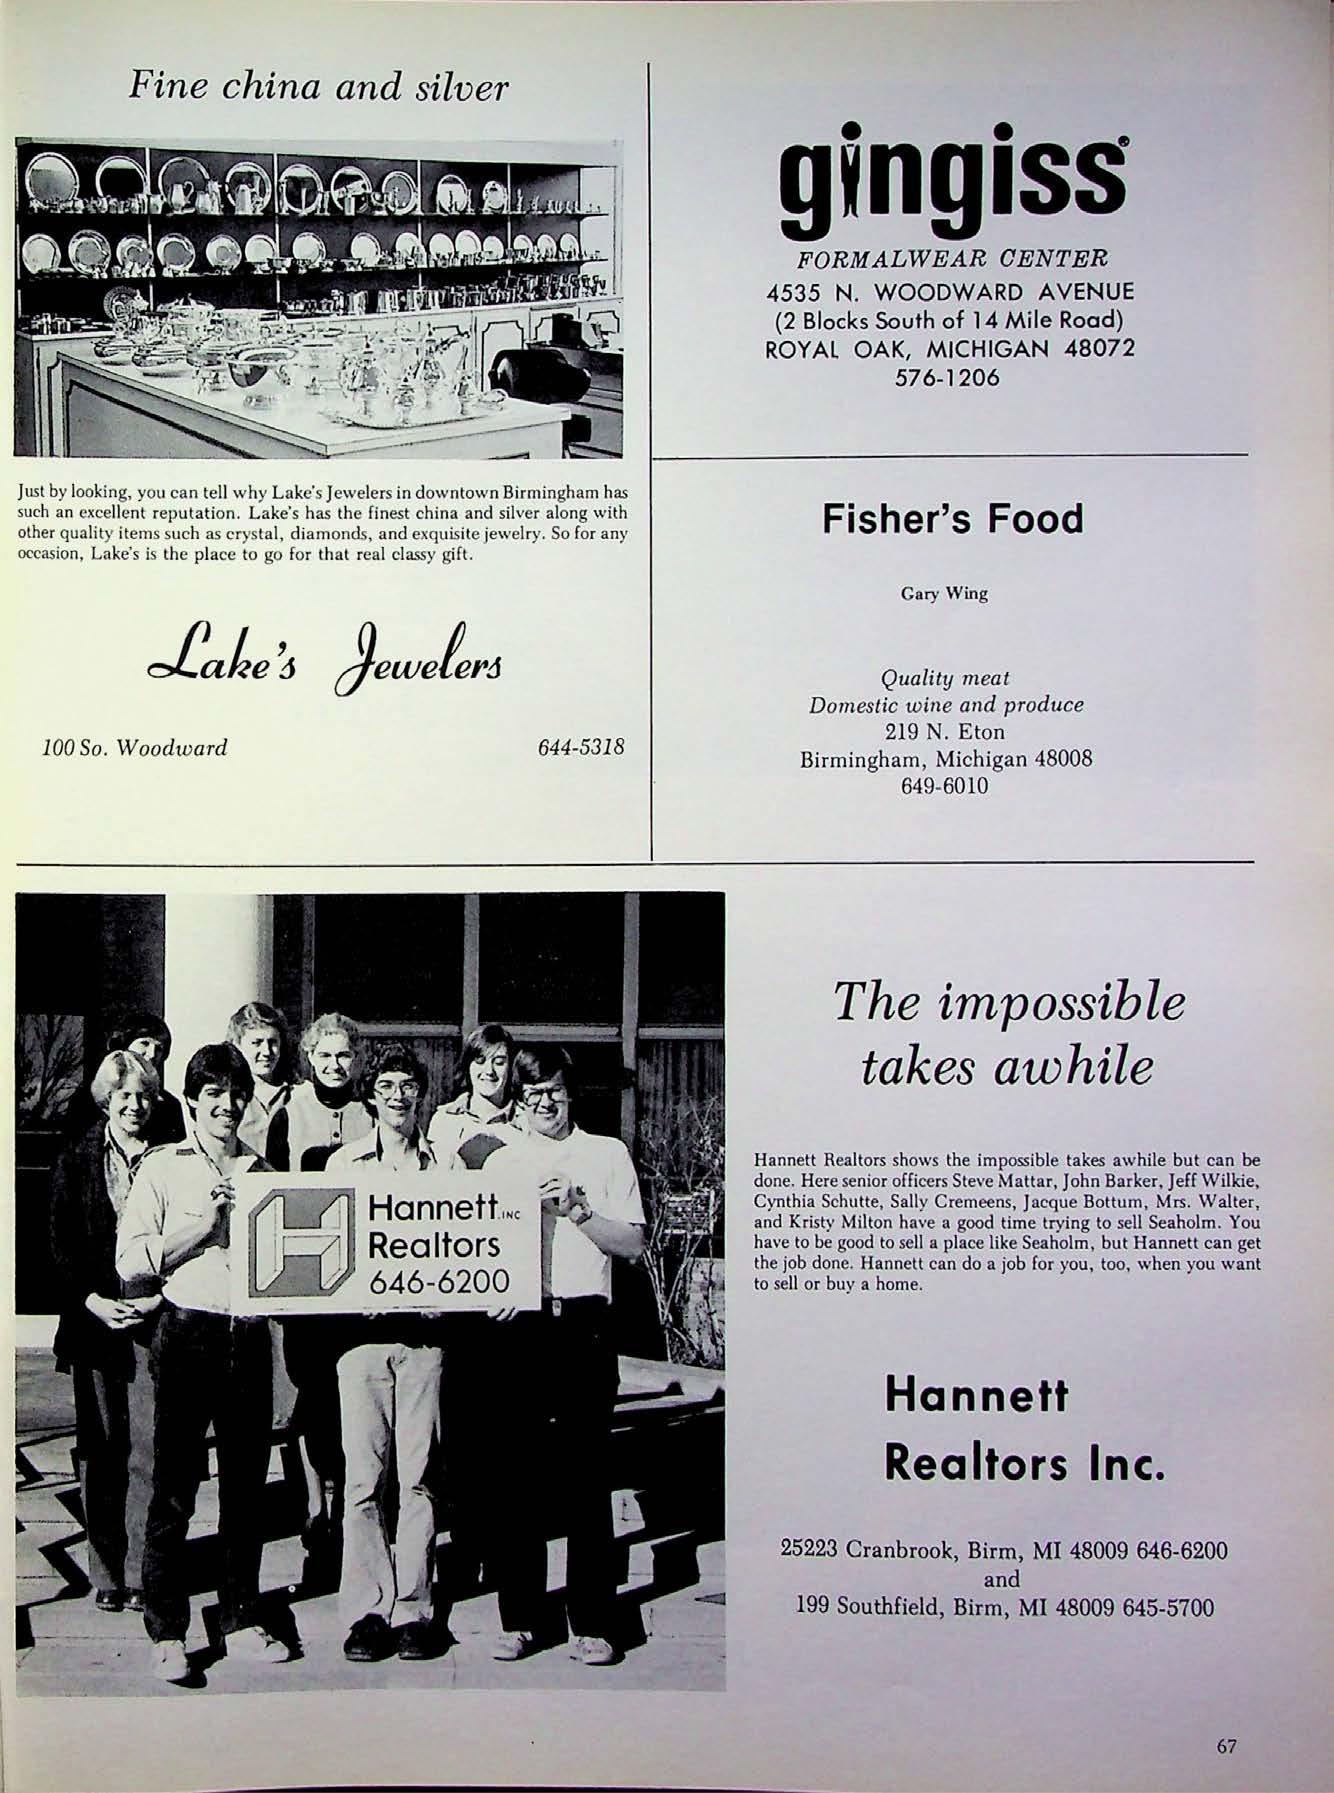 Fine china and silver
Just by looking, you can tell why Lake's Jewelers in downtown Birmingham has
such an excellent reputation. Lake's has the finest china and silver along with
other quality items such as crystal, diamonds, and exquisite jewelry. So for any
occasion, Lake's is the place to go for that real classy gift.
Lake's Jewelers
100 So. Woodward 644-5318
gingiss®
FORMALWEAR CENTER
4535 N. WOODWARD AVENUE
(2 Blocks South of 14 Mile Road)
ROYAL OAK, MICHIGAN 48072
576-1206
Fisher's Food
Gary Wing
Quality meat
Domestic wine and produce
219 N. Eton
Birmingham, Michigan 48008
649-6010
Hannett INC
Realtors
646-6200
The impossible
takes awhile
Hannett Realtors shows the impossible takes awhile but can be
done. Here senior officers Steve Mattar, John Barker, Jeff Wilkie,
Cynthia Schutte, Sally Cremeens, Jacque Bottum, Mrs. Walter,
and Kristy Milton have a good time trying to sell Seaholm. You
have to be good to sell a place like Seaholm, but Hannett can get
the job done. Hannett can do a job for you, too, when you want
to sell or buy a home.
Hannett
Realtors Inc.
25223 Cranbrook, Birm, MI 48009 646-6200
and
199 Southfield, Birm, MI 48009 645-5700
67